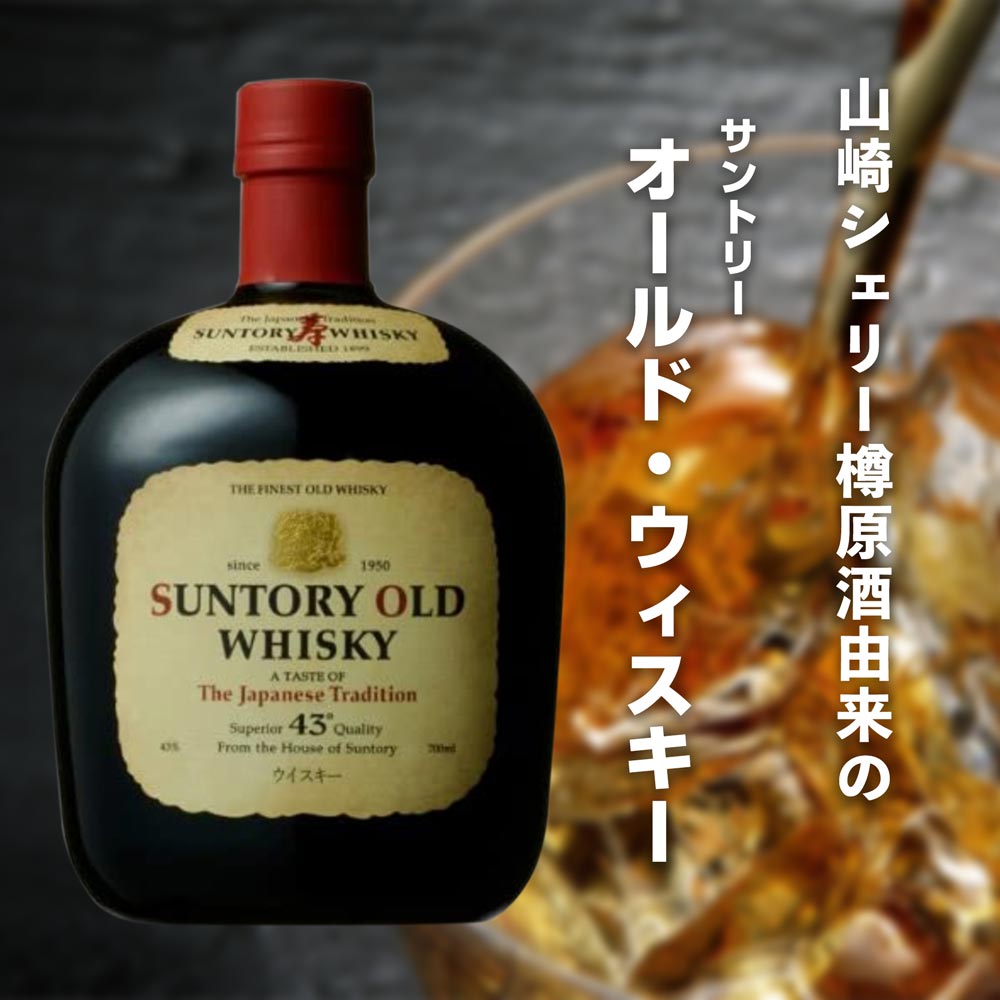 山崎シェリー樽原酒由来の
サントリー
オールド・ウィスキー
The Japanese Tradition
SUNTORY 寿 WHISKY
ESTABLISHED 1899
THE FINEST OLD WHISKY
since 1950
SUNTORY OLD
WHISKY
A TASTE OF
The Japanese Tradition
Superior 43° Quality
43% From the House of Suntory 700ml
ウイスキー